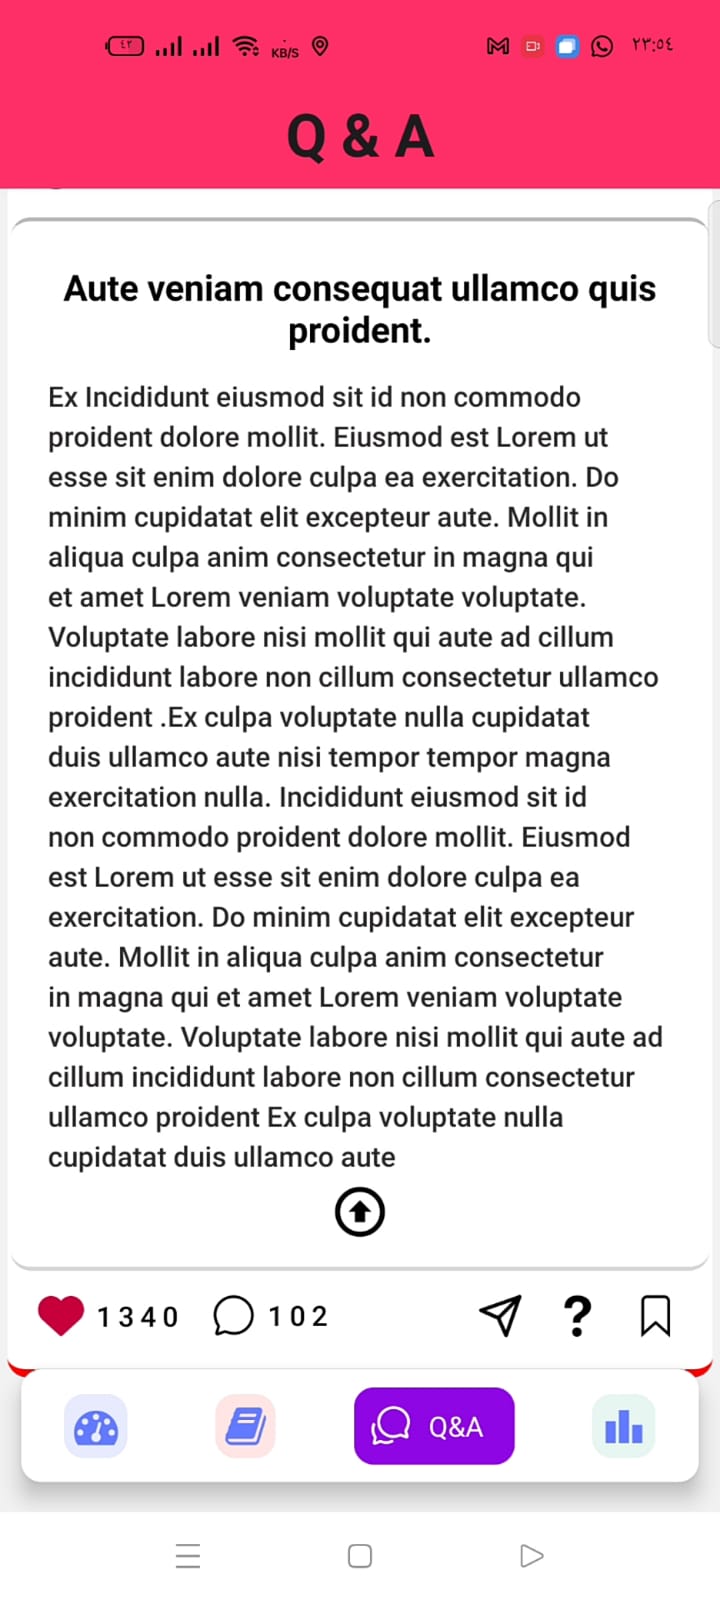 ٤٢
KB/S
٢٣:٥٤
Q & A
Aute veniam consequat ullamco quis
proident.
Ex Incididunt eiusmod sit id non commodo
proident dolore mollit. Eiusmod est Lorem ut
esse sit enim dolore culpa ea exercitation. Do
minim cupidatat elit excepteur aute. Mollit in
aliqua culpa anim consectetur in magna qui
et amet Lorem veniam voluptate voluptate.
Voluptate labore nisi mollit qui aute ad cillum
incididunt labore non cillum consectetur ullamco
proident .Ex culpa voluptate nulla cupidatat
duis ullamco aute nisi tempor tempor magna
exercitation nulla. Incididunt eiusmod sit id
non commodo proident dolore mollit. Eiusmod
est Lorem ut esse sit enim dolore culpa ea
exercitation. Do minim cupidatat elit excepteur
aute. Mollit in aliqua culpa anim consectetur
in magna qui et amet Lorem veniam voluptate
voluptate. Voluptate labore nisi mollit qui aute ad
cillum incididunt labore non cillum consectetur
ullamco proident Ex culpa voluptate nulla
cupidatat duis ullamco aute
1340 102 ?
Q&A